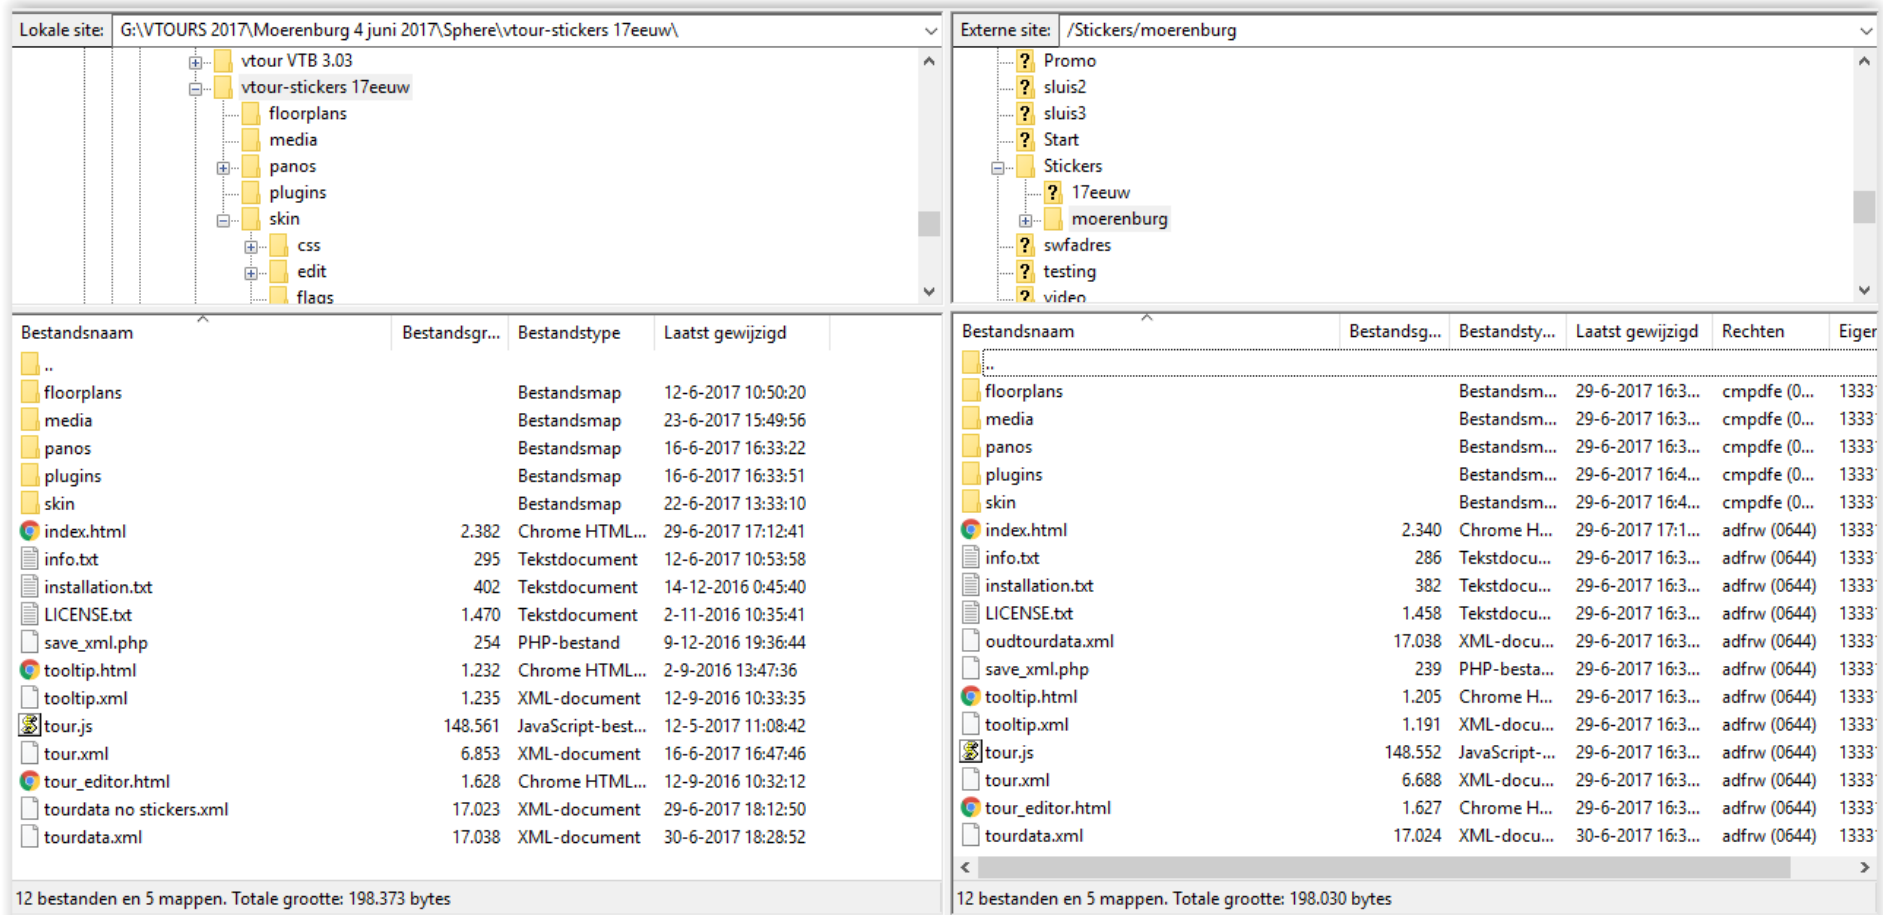 Lokale site: G:\VTOURS 2017\Moerenburg 4 juni 2017\Sphere\vtour-stickers 17eeuw\
vtour VTB 3.03
vtour-stickers 17eeuw
floorplans
media
panos
plugins
skin
css
edit
flags
Bestandsnaam Bestandsgr... Bestandstype Laatst gewijzigd
..
floorplans Bestandsmap 12-6-2017 10:50:20
media Bestandsmap 23-6-2017 15:49:56
panos Bestandsmap 16-6-2017 16:33:22
plugins Bestandsmap 16-6-2017 16:33:51
skin Bestandsmap 22-6-2017 13:33:10
index.html 2.382 Chrome HTML... 29-6-2017 17:12:41
info.txt 295 Tekstdocument 12-6-2017 10:53:58
installation.txt 402 Tekstdocument 14-12-2016 0:45:40
LICENSE.txt 1.470 Tekstdocument 2-11-2016 10:35:41
save_xml.php 254 PHP-bestand 9-12-2016 19:36:44
tooltip.html 1.232 Chrome HTML... 2-9-2016 13:47:36
tooltip.xml 1.235 XML-document 12-9-2016 10:33:35
tour.js 148.561 JavaScript-best... 12-5-2017 11:08:42
tour.xml 6.853 XML-document 16-6-2017 16:47:46
tour_editor.html 1.628 Chrome HTML... 12-9-2016 10:32:12
tourdata no stickers.xml 17.023 XML-document 29-6-2017 18:12:50
tourdata.xml 17.038 XML-document 30-6-2017 18:28:52
12 bestanden en 5 mappen. Totale grootte: 198.373 bytes
Externe site: /Stickers/moerenburg
Promo
sluis2
sluis3
Start
Stickers
17eeuw
moerenburg
swfadres
testing
video
Bestandsnaam Bestandsg... Bestandsty... Laatst gewijzigd Rechten Eiger
..
floorplans Bestandsm... 29-6-2017 16:3... cmpdfe (0... 1333
media Bestandsm... 29-6-2017 16:3... cmpdfe (0... 1333
panos Bestandsm... 29-6-2017 16:3... cmpdfe (0... 1333
plugins Bestandsm... 29-6-2017 16:4... cmpdfe (0... 1333
skin Bestandsm... 29-6-2017 16:4... cmpdfe (0... 1333
index.html 2.340 Chrome H... 29-6-2017 17:1... adfrw (0644) 1333
info.txt 286 Tekstdocu... 29-6-2017 16:3... adfrw (0644) 1333
installation.txt 382 Tekstdocu... 29-6-2017 16:3... adfrw (0644) 1333
LICENSE.txt 1.458 Tekstdocu... 29-6-2017 16:3... adfrw (0644) 1333
oudtourdata.xml 17.038 XML-docu... 29-6-2017 16:3... adfrw (0644) 1333
save_xml.php 239 PHP-besta... 29-6-2017 16:3... adfrw (0644) 1333
tooltip.html 1.205 Chrome H... 29-6-2017 16:3... adfrw (0644) 1333
tooltip.xml 1.191 XML-docu... 29-6-2017 16:3... adfrw (0644) 1333
tour.js 148.552 JavaScript-... 29-6-2017 16:3... adfrw (0644) 1333
tour.xml 6.688 XML-docu... 29-6-2017 16:3... adfrw (0644) 1333
tour_editor.html 1.627 Chrome H... 29-6-2017 16:3... adfrw (0644) 1333
tourdata.xml 17.024 XML-docu... 30-6-2017 16:3... adfrw (0644) 1333
12 bestanden en 5 mappen. Totale grootte: 198.030 bytes